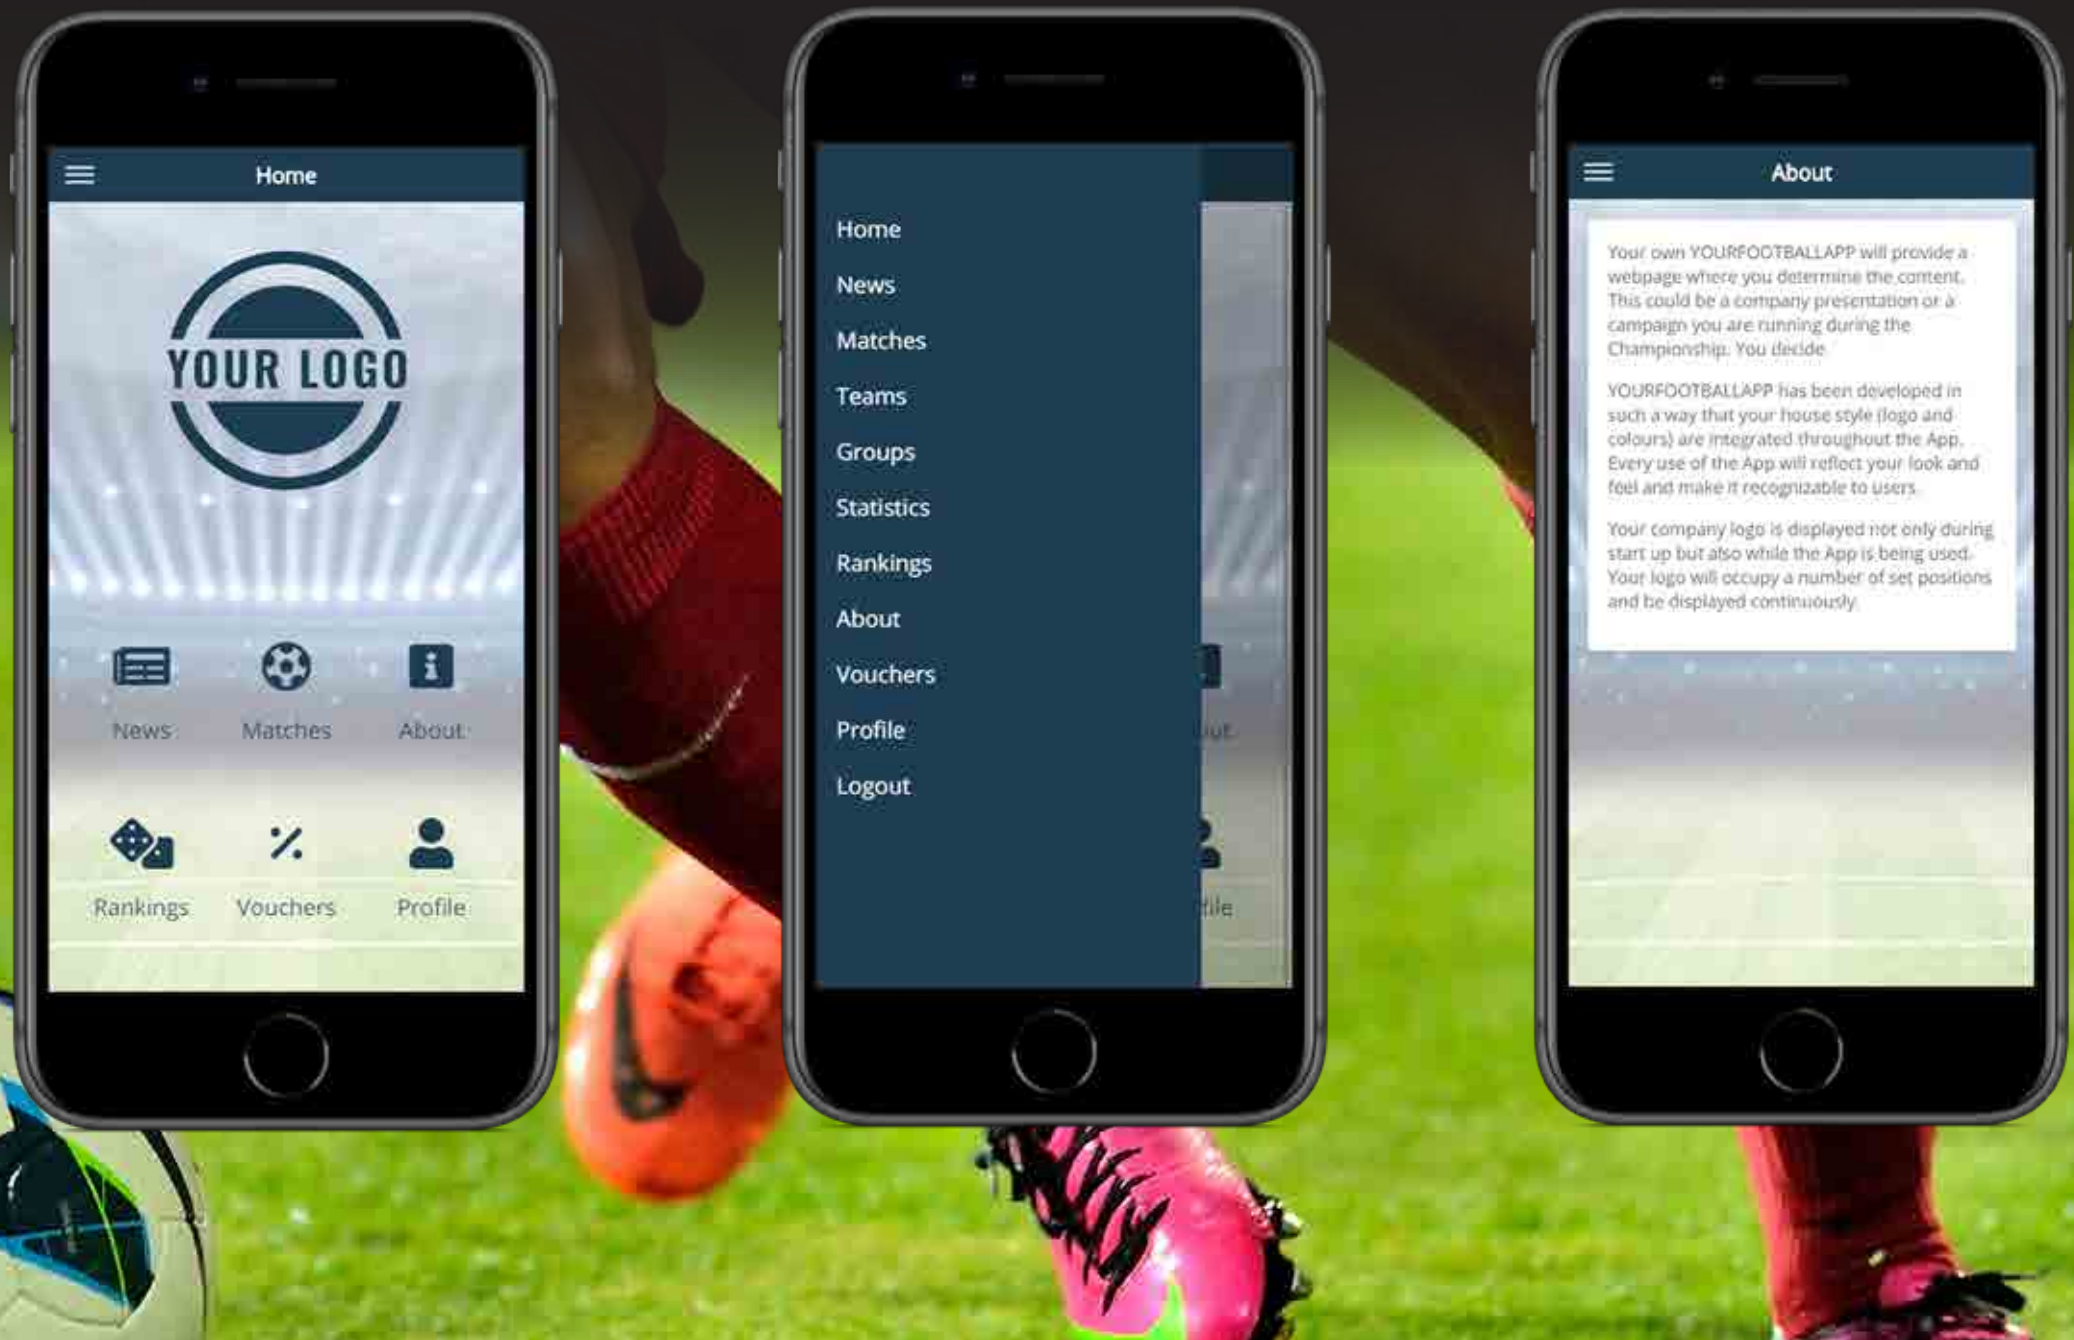 Home
YOUR LOGO
News
Matches
About
Rankings
Vouchers
Profile
Home
News
Matches
Teams
Groups
Statistics
Rankings
About
Vouchers
Profile
Logout
out
file
About
Your own YOURFOOTBALLAPP will provide a
webpage where you determine the content.
This could be a company presentation or a
campaign you are running during the
Championship. You decide.
YOURFOOTBALLAPP has been developed in
such a way that your house style (logo and
colours) are integrated throughout the App.
Every use of the App will reflect your look and
feel and make it recognizable to users.
Your company logo is displayed not only during
start up but also while the App is being used.
Your logo will occupy a number of set positions
and be displayed continuously.